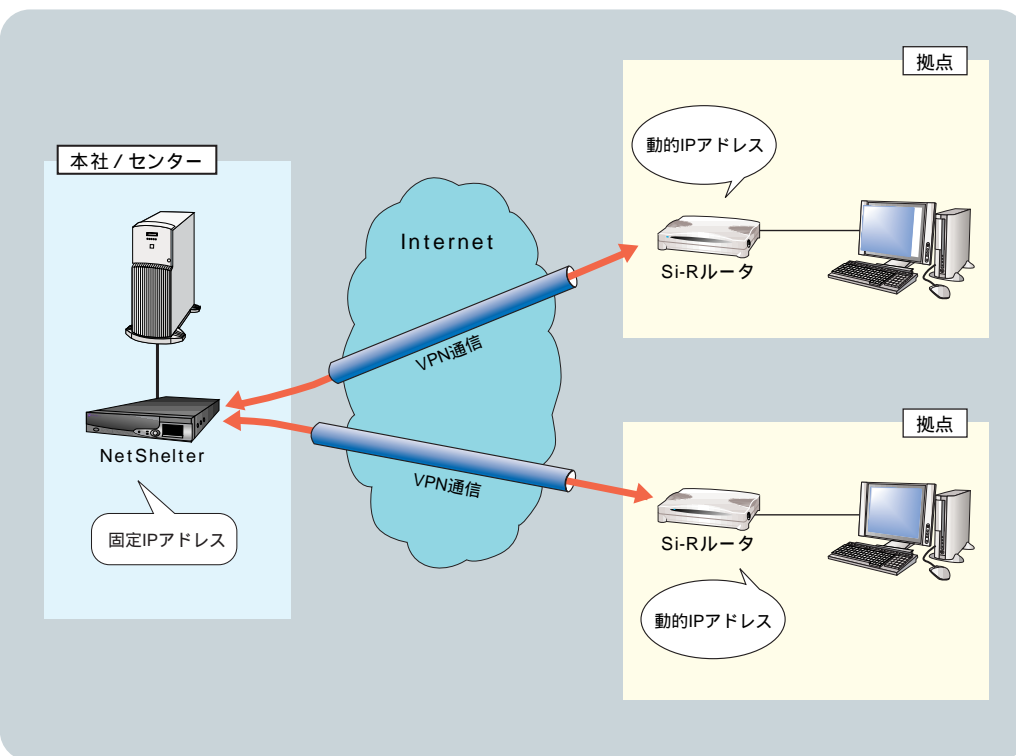 本社/センター
NetShelter
固定IPアドレス
Internet
VPN通信
VPN通信
拠点
動的IPアドレス
Si-Rルータ
拠点
Si-Rルータ
動的IPアドレス